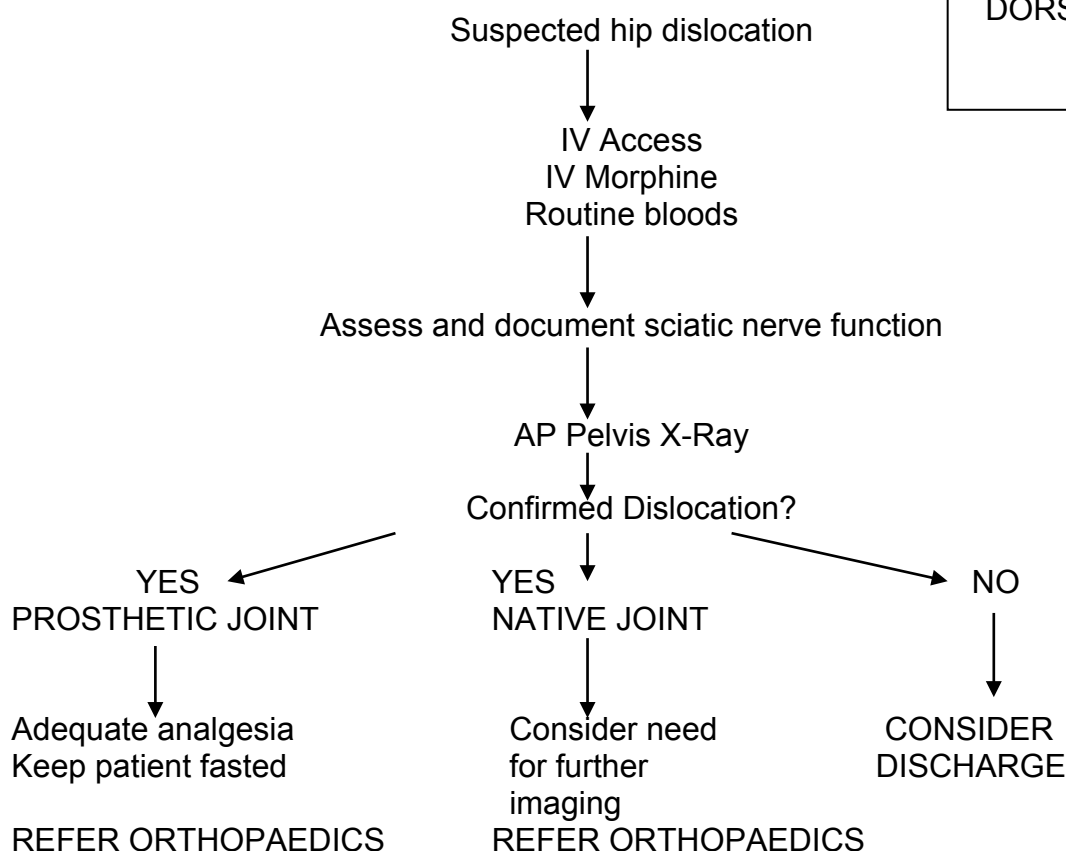 DORS
Suspected hip dislocation
IV Access
IV Morphine
Routine bloods
Assess and document sciatic nerve function
AP Pelvis X-Ray
Confirmed Dislocation?
YES
PROSTHETIC JOINT
YES
NATIVE JOINT
NO
Adequate analgesia
Keep patient fasted
REFER ORTHOPAEDICS
Consider need
for further
imaging
REFER ORTHOPAEDICS
CONSIDER
DISCHARGE